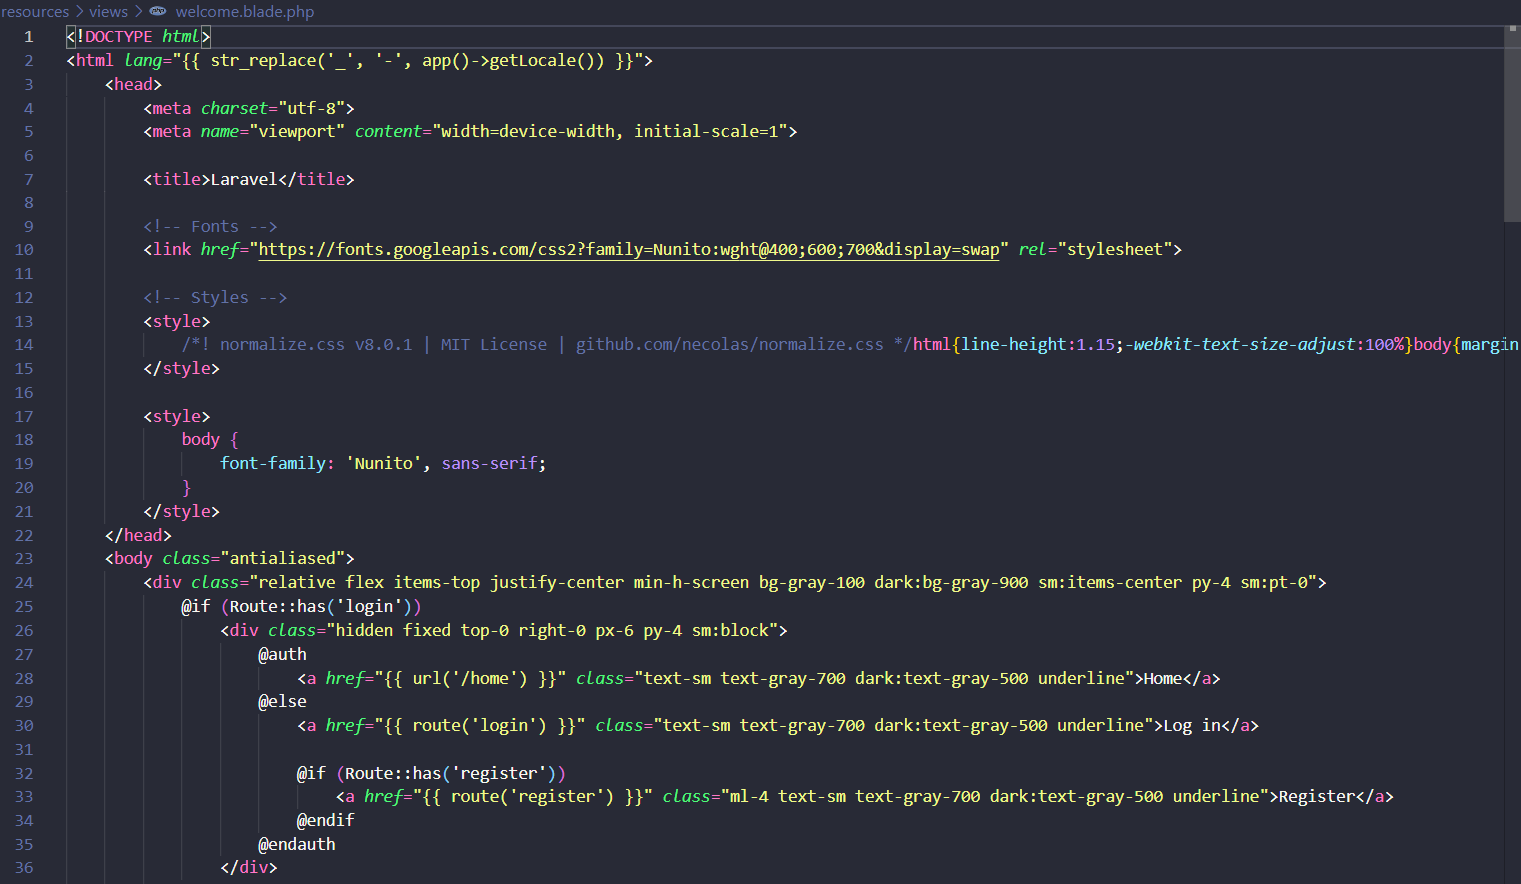 resources > views > welcome.blade.php
1 <!DOCTYPE html>
2 <html lang="{{ str_replace('_', '-', app()->getLocale()) }}">
3 <head>
4 <meta charset="utf-8">
5 <meta name="viewport" content="width=device-width, initial-scale=1">
6
7 <title>Laravel</title>
8
9 <!-- Fonts -->
10 <link href="https://fonts.googleapis.com/css2?family=Nunito:wght@400;600;700&display=swap" rel="stylesheet">
11
12 <!-- Styles -->
13 <style>
14 /*! normalize.css v8.0.1 | MIT License | github.com/necolas/normalize.css */html{line-height:1.15;-webkit-text-size-adjust:100%}body{margin
15 </style>
16
17 <style>
18 body {
19 font-family: 'Nunito', sans-serif;
20 }
21 </style>
22 </head>
23 <body class="antialiased">
24 <div class="relative flex items-top justify-center min-h-screen bg-gray-100 dark:bg-gray-900 sm:items-center py-4 sm:pt-0">
25 @if (Route::has('login'))
26 <div class="hidden fixed top-0 right-0 px-6 py-4 sm:block">
27 @auth
28 <a href="{{ url('/home') }}" class="text-sm text-gray-700 dark:text-gray-500 underline">Home</a>
29 @else
30 <a href="{{ route('login') }}" class="text-sm text-gray-700 dark:text-gray-500 underline">Log in</a>
31
32 @if (Route::has('register'))
33 <a href="{{ route('register') }}" class="ml-4 text-sm text-gray-700 dark:text-gray-500 underline">Register</a>
34 @endif
35 @endauth
36 </div>